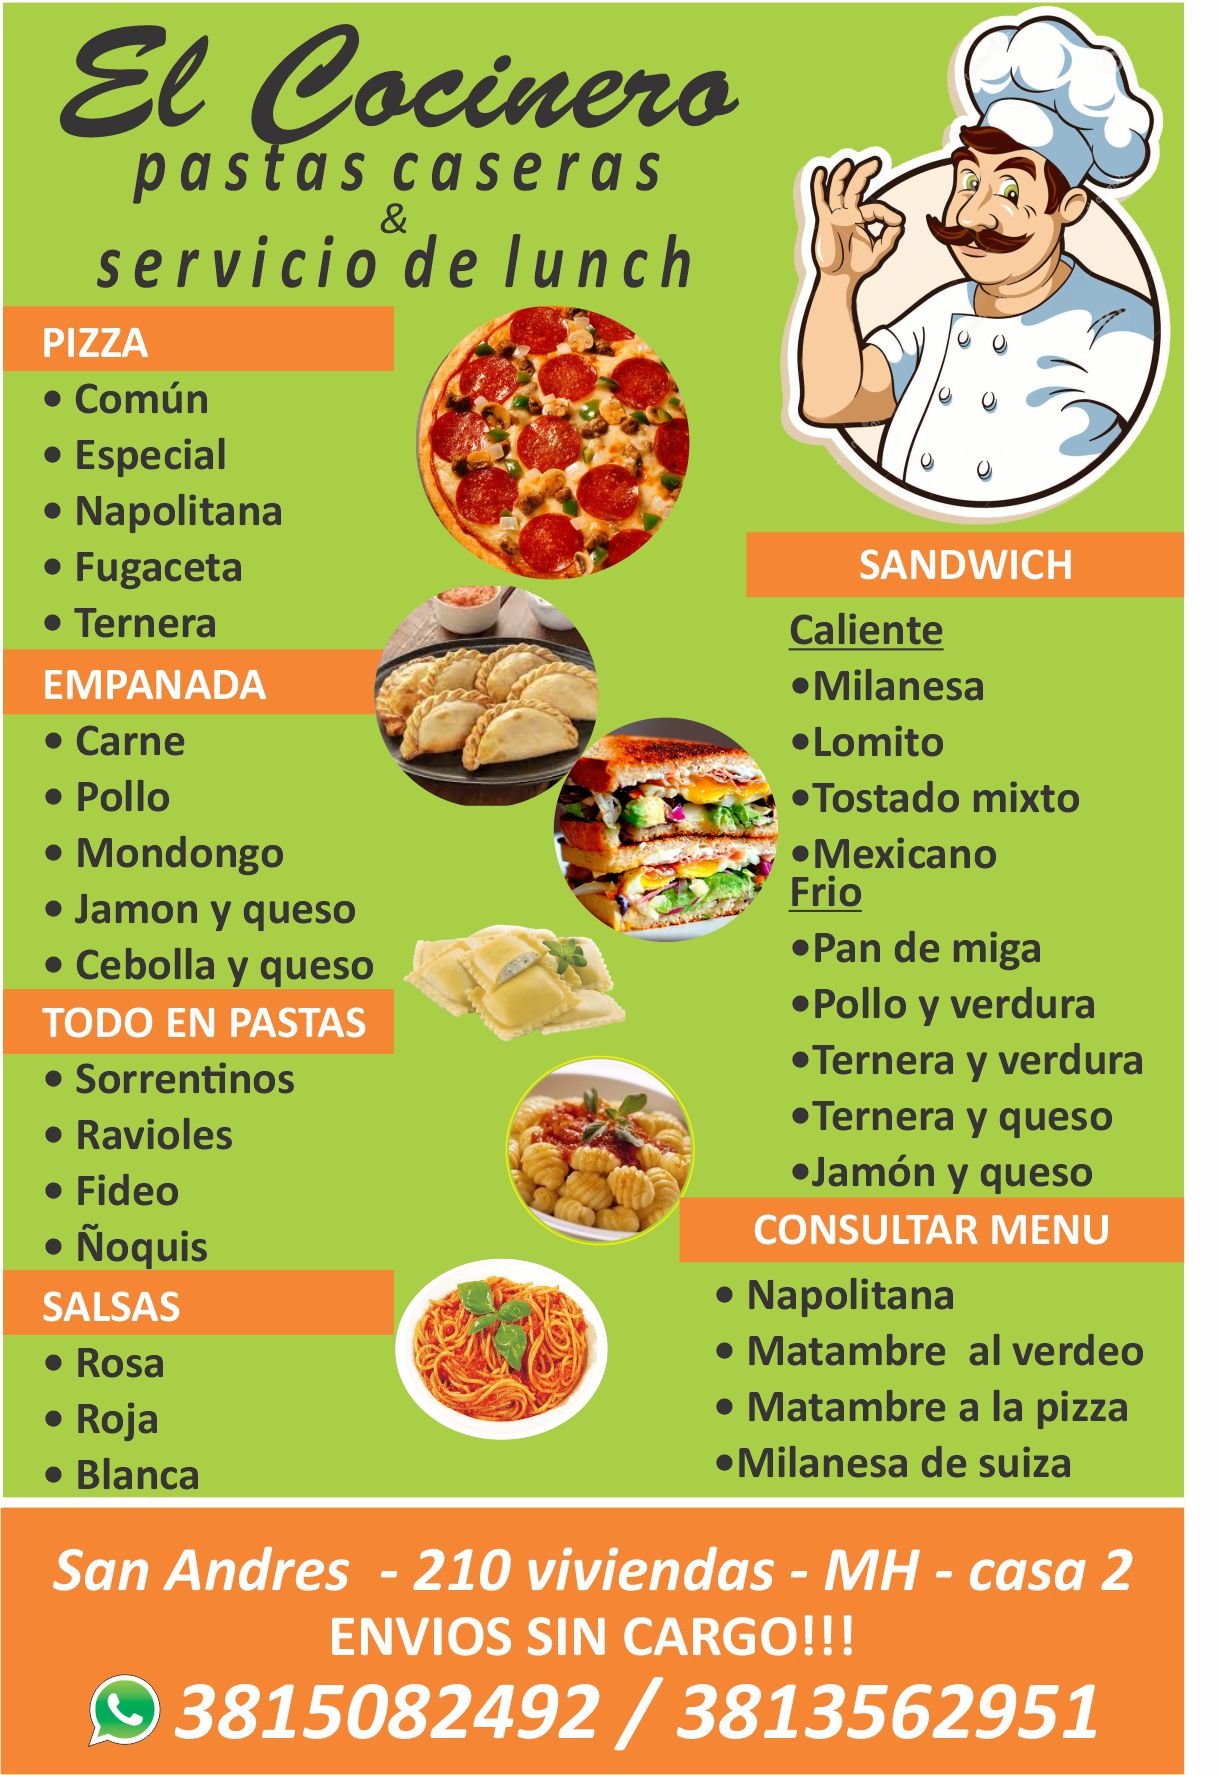 El Cocinero
pastas caseras
&
servicio de lunch
PIZZA
• Común
• Especial
• Napolitana
• Fugaceta
• Ternera
EMPANADA
• Carne
• Pollo
• Mondongo
• Jamon y queso
• Cebolla y queso
TODO EN PASTAS
• Sorrentinos
• Ravioles
• Fideo
• Ñoquis
SALSAS
• Rosa
• Roja
• Blanca
SANDWICH
Caliente
•Milanesa
•Lomito
•Tostado mixto
•Mexicano
Frio
•Pan de miga
•Pollo y verdura
•Ternera y verdura
•Ternera y queso
•Jamón y queso
CONSULTAR MENU
• Napolitana
• Matambre al verdeo
• Matambre a la pizza
•Milanesa de suiza
San Andres - 210 viviendas - MH - casa 2
ENVIOS SIN CARGO!!!
3815082492 / 3813562951